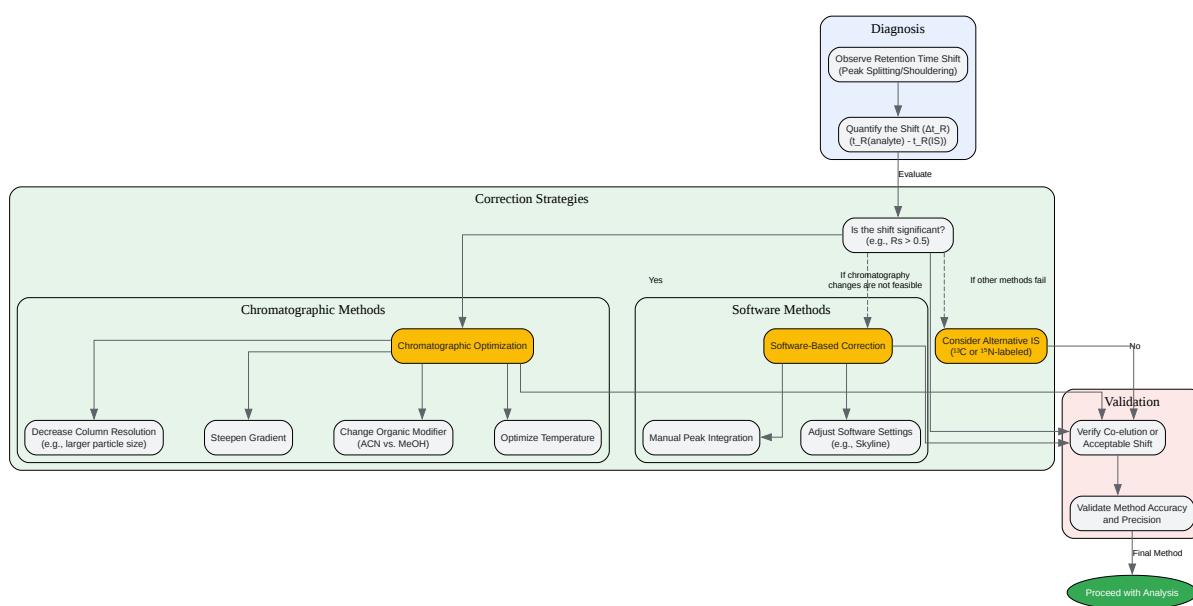 Diagnosis
Observe Retention Time Shift
(Peak Splitting/Shouldering)
Quantify the Shift (Δt_R)
(t_R(analyte) - t_R(IS))
Evaluate
Correction Strategies
Is the shift significant?
(e.g., Rs > 0.5)
Yes
If chromatography
changes are not feasible
If other methods fail
Chromatographic Methods
Software Methods
Chromatographic Optimization
Software-Based Correction
Consider Alternative IS
(¹³C or ¹⁵N-labeled)
No
Validation
Decrease Column Resolution
(e.g., larger particle size)
Steepen Gradient
Change Organic Modifier
(ACN vs. MeOH)
Optimize Temperature
Manual Peak Integration
Adjust Software Settings
(e.g., Skyline)
Verify Co-elution or
Acceptable Shift
Validate Method Accuracy
and Precision
Final Method
Proceed with Analysis